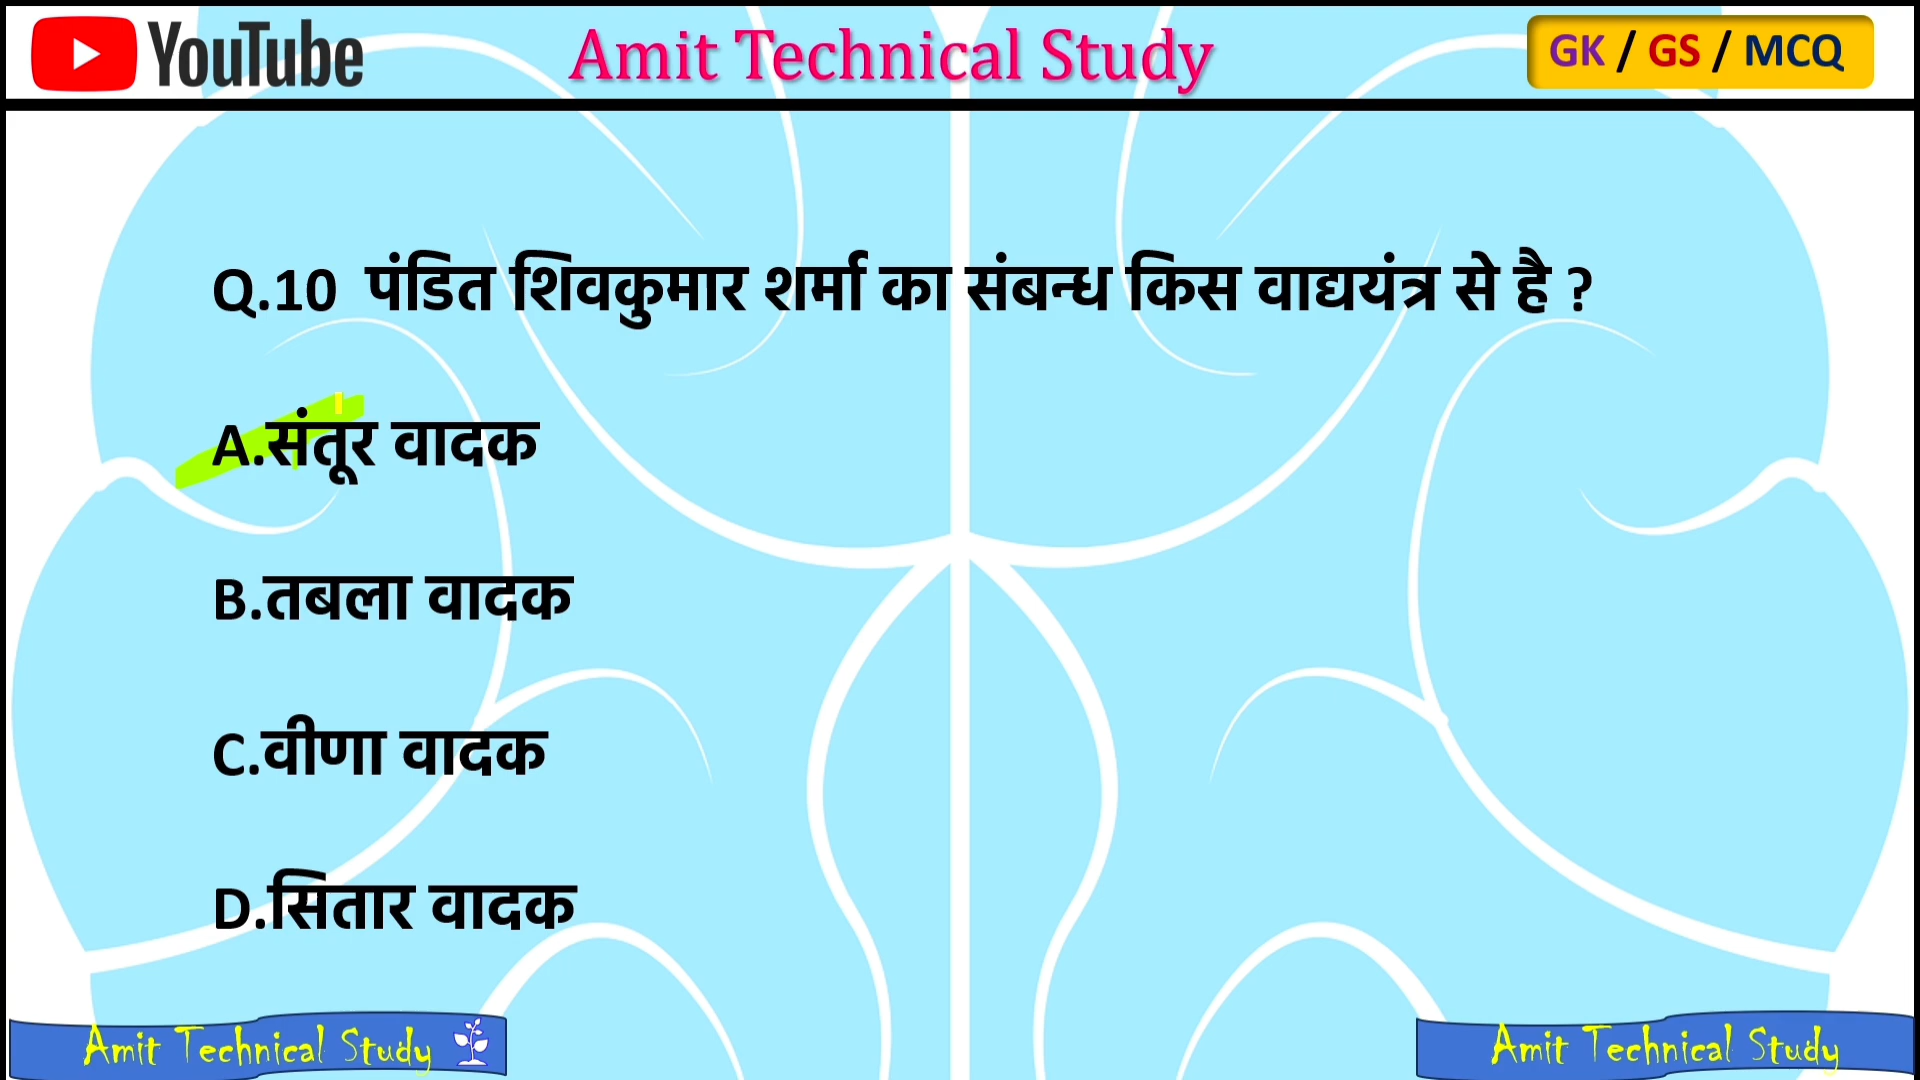 YouTube
Amit Technical Study
GK / GS / MCQ
Q.10 पंडित शिवकुमार शर्मा का संबन्ध किस वाद्ययंत्र से है ?
A.संतूर वादक
B.तबला वादक
C.वीणा वादक
D.सितार वादक
Amit Technical Study
Amit Technical Study